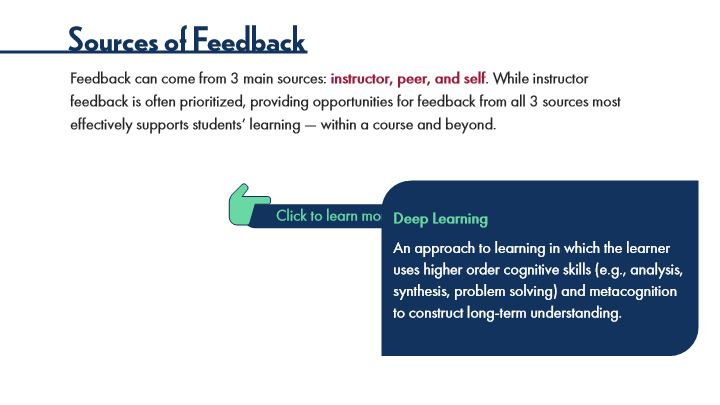 Sources of Feedback
Feedback can come from 3 main sources: instructor, peer, and self. While instructor
feedback is often prioritized, providing opportunities for feedback from all 3 sources most
effectively supports students’ learning — within a course and beyond.
Click to learn mo
Deep Learning
An approach to learning in which the learner
uses higher order cognitive skills (e.g., analysis,
synthesis, problem solving) and metacognition
to construct long-term understanding.